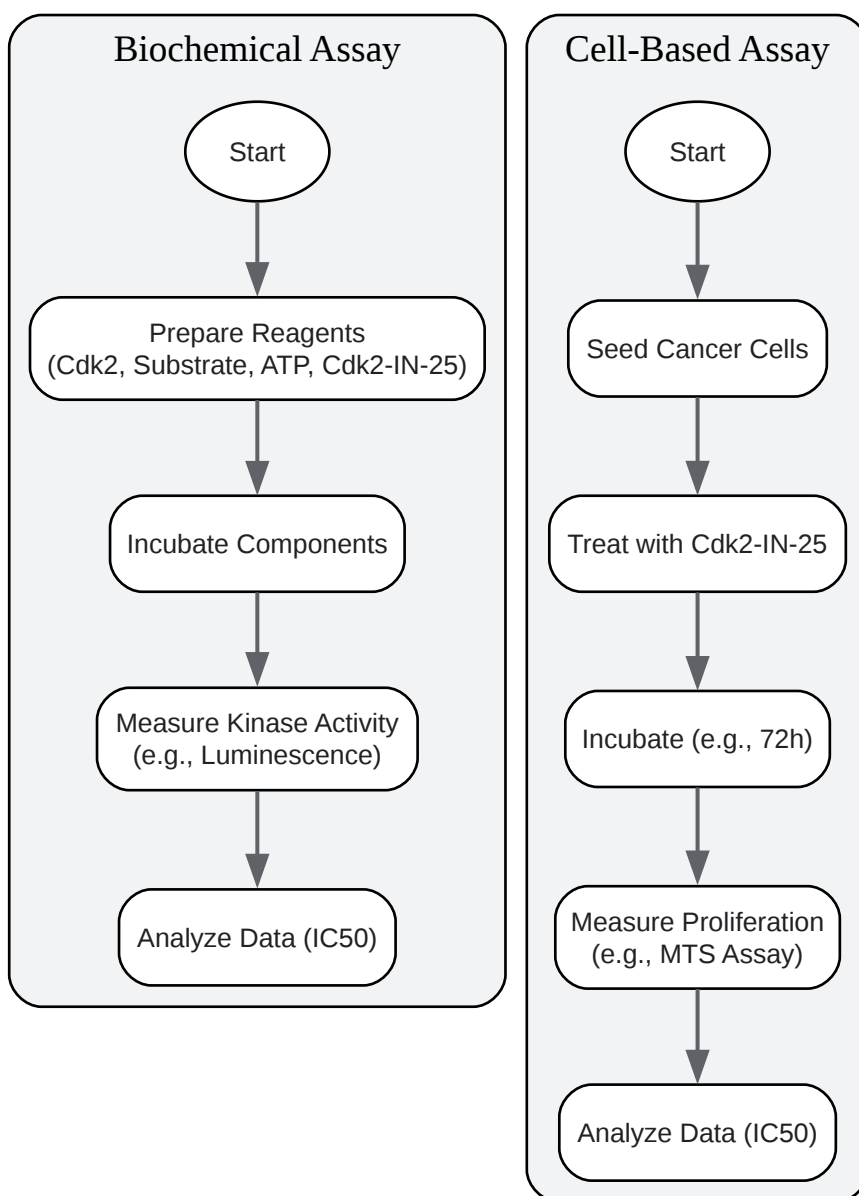 Biochemical Assay
Start
Prepare Reagents
(Cdk2, Substrate, ATP, Cdk2-IN-25)
Incubate Components
Measure Kinase Activity
(e.g., Luminescence)
Analyze Data (IC50)
Cell-Based Assay
Start
Seed Cancer Cells
Treat with Cdk2-IN-25
Incubate (e.g., 72h)
Measure Proliferation
(e.g., MTS Assay)
Analyze Data (IC50)